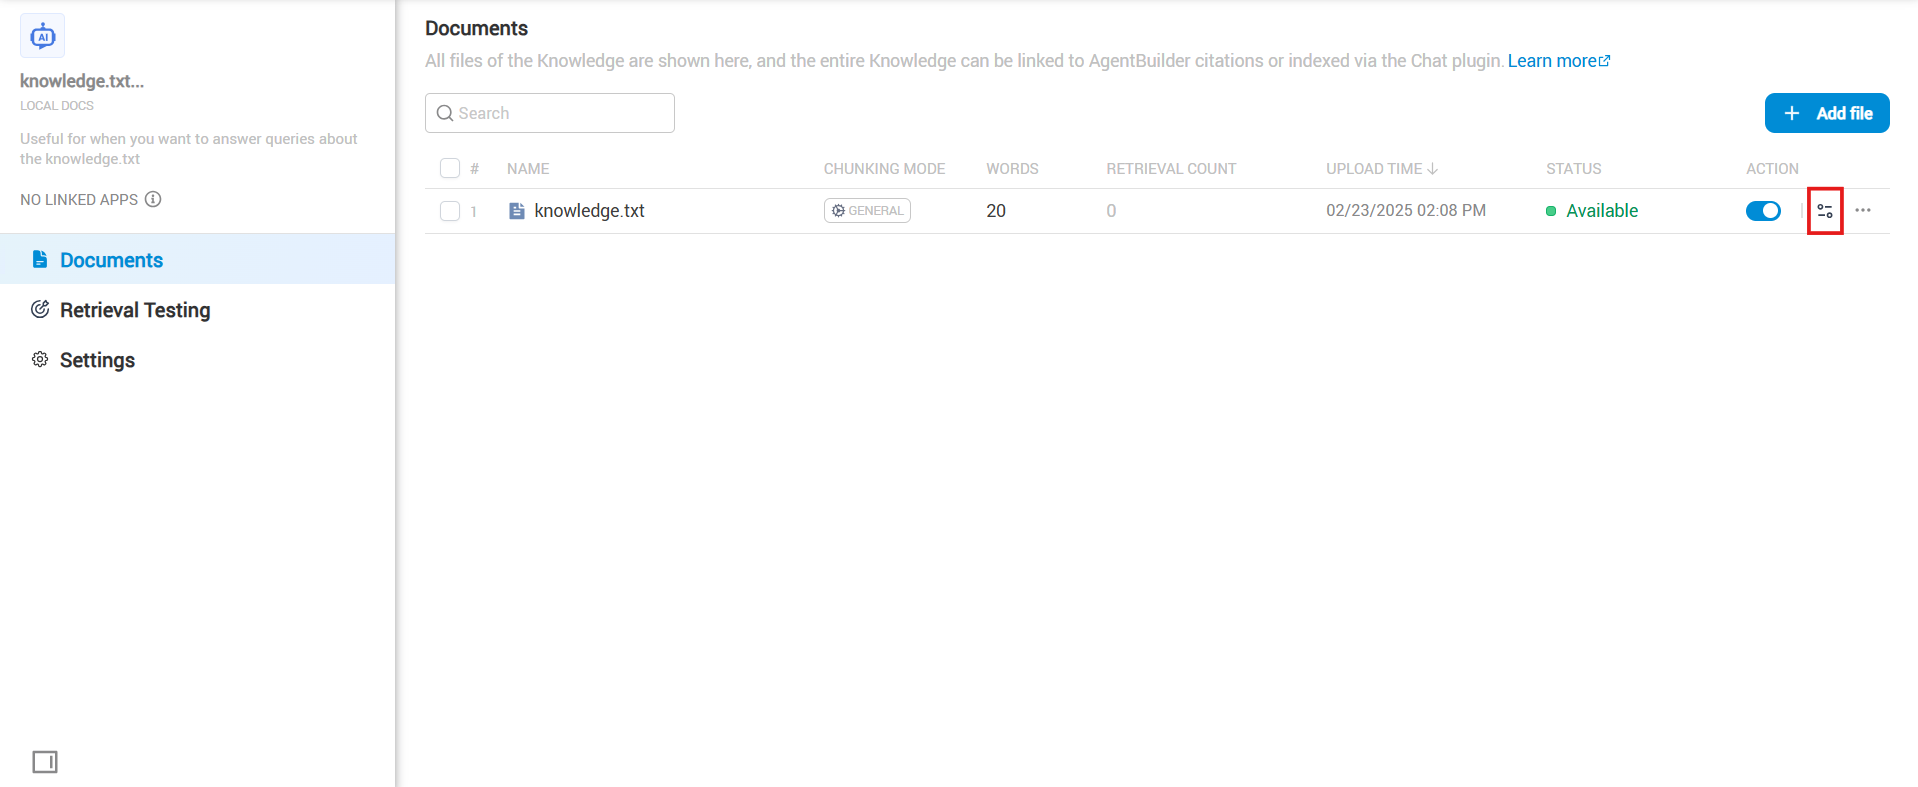 AI
knowledge.txt...
LOCAL DOCS
Useful for when you want to answer queries about
the knowledge.txt
NO LINKED APPS
Documents
Retrieval Testing
Settings
Documents
All files of the Knowledge are shown here, and the entire Knowledge can be linked to AgentBuilder citations or indexed via the Chat plugin. Learn more
Search
+ Add file
# NAME CHUNKING MODE WORDS RETRIEVAL COUNT UPLOAD TIME ↓ STATUS ACTION
1 knowledge.txt GENERAL 20 0 02/23/2025 02:08 PM Available